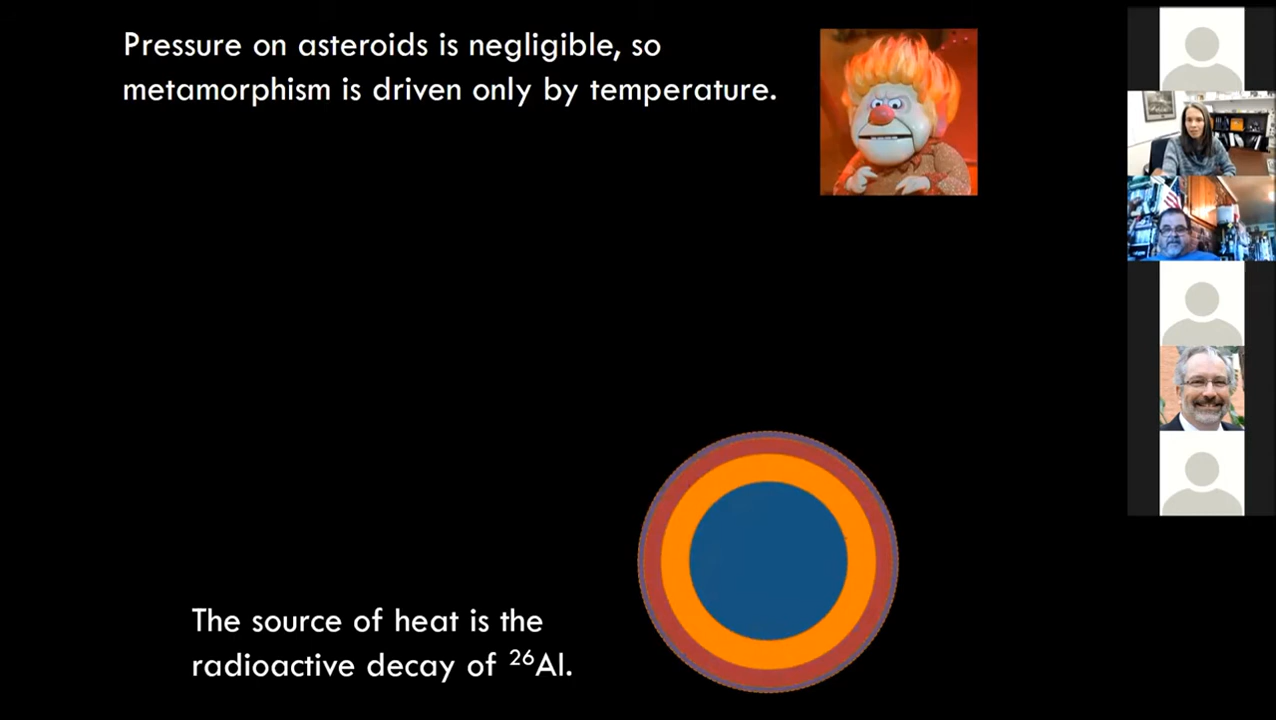 Pressure on asteroids is negligible, so
metamorphism is driven only by temperature.
The source of heat is the
radioactive decay of ²⁶Al.